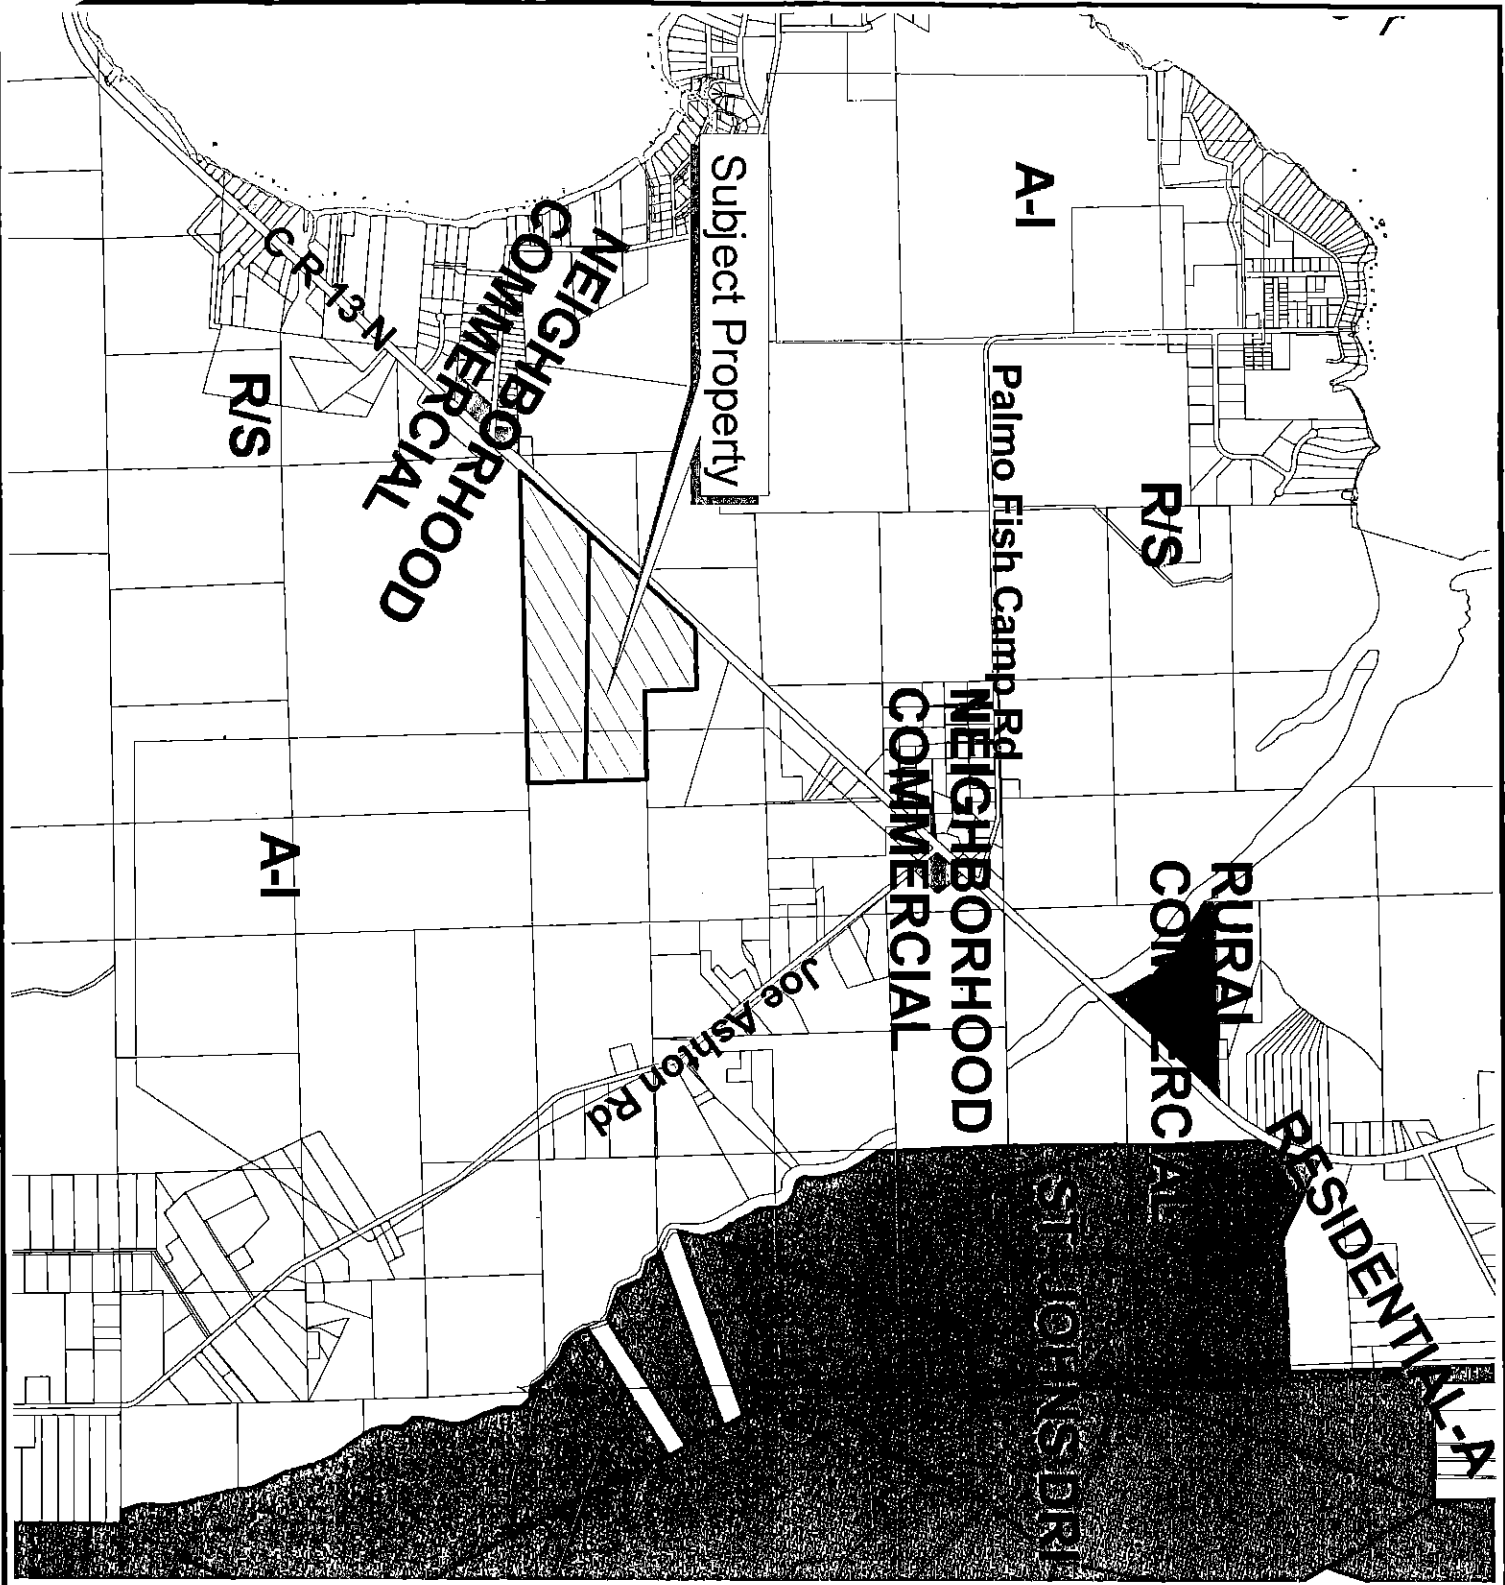 A-I
R/S
Palmo Fish Camp Rd
RURAL
COMMERCIAL
RESIDENTIAL-A
NEIGHBORHOOD
COMMERCIAL
ST JOHNS DRI
Subject Property
NEIGHBORHOOD
COMMERCIAL
C R 13 N
R/S
Joe Ashton Rd
A-I